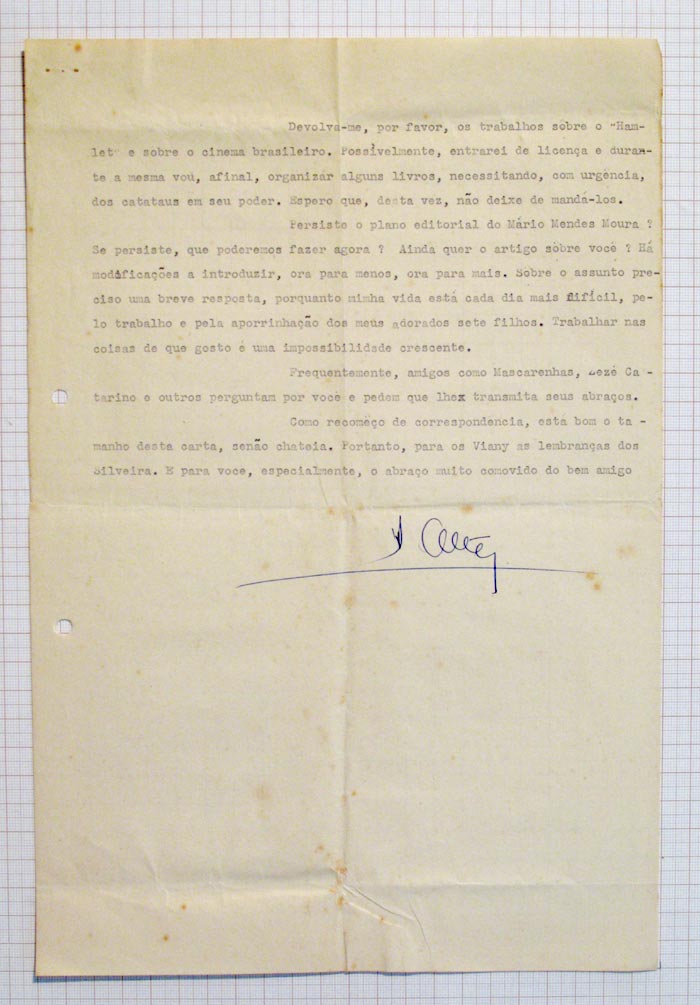 Devolva-me, por favor, os trabalhos sôbre o "Ham-
let" e sobre o cinema brasileiro. Possìvelmente, entrarei de licença e duran-
te a mesma vou, afinal, organizar alguns livros, necessitando, com urgência,
dos catataus em seu poder. Espero que, desta vez, não deixe de mandá-los.
Persiste o plano editorial do Mário Mendes Moura ?
Se persiste, que poderemos fazer agora ? Ainda quer o artigo sôbre você ? Há
modificações a introduzir, ora para menos, ora para mais. Sobre o assunto pre-
ciso uma breve resposta, porquanto minha vida está cada dia mais difícil, pe-
lo trabalho e pela aporrinhação dos meus adorados sete filhos. Trabalhar nas
coisas de que gosto é uma impossibilidade crescente.
Frequentemente, amigos como Mascarenhas, Zezé Ca-
tarino e outros perguntam por você e pedem que lhex transmita seus abraços.
Como recomêço de correspondencia, está bom o ta-
manho desta carta, senão chateia. Portanto, para os Viany as lembranças dos
Silveira. E para voce, especialmente, o abraço muito comovido do bem amigo